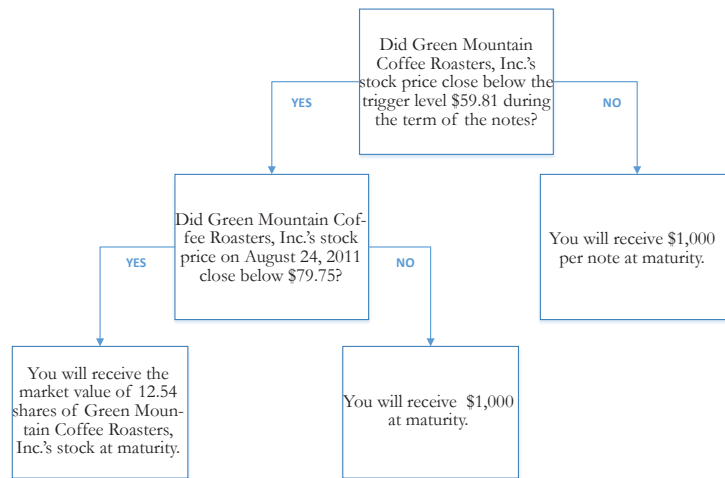 Did Green Mountain
Coffee Roasters, Inc.'s
stock price close below the
trigger level $59.81 during
the term of the notes?
YES
NO
Did Green Mountain Cof-
fee Roasters, Inc.'s stock
price on August 24, 2011
close below $79.75?
You will receive $1,000
per note at maturity.
YES
NO
You will receive the
market value of 12.54
shares of Green Moun-
tain Coffee Roasters,
Inc.'s stock at maturity.
You will receive $1,000
at maturity.